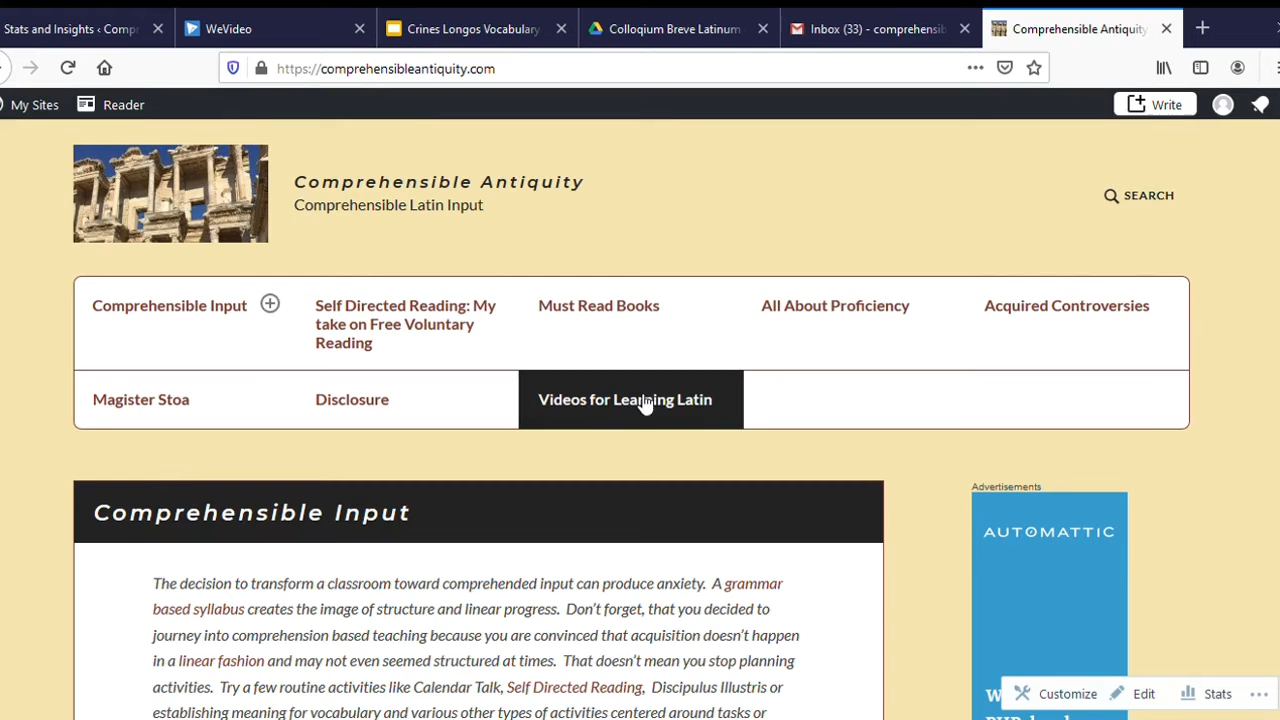 Stats and Insights ‹ Comp
WeVideo
Crines Longos Vocabulary
Colloqium Breve Latinum
Inbox (33) - comprehensib
Comprehensible Antiquity
https://comprehensibleantiquity.com
My Sites
Reader
Write
Comprehensible Antiquity
Comprehensible Latin Input
SEARCH
Comprehensible Input
Self Directed Reading: My
take on Free Voluntary
Reading
Must Read Books
All About Proficiency
Acquired Controversies
Magister Stoa
Disclosure
Videos for Learning Latin
Comprehensible Input
The decision to transform a classroom toward comprehended input can produce anxiety. A grammar
based syllabus creates the image of structure and linear progress. Don't forget, that you decided to
journey into comprehension based teaching because you are convinced that acquisition doesn't happen
in a linear fashion and may not even seemed structured at times. That doesn't mean you stop planning
activities. Try a few routine activities like Calendar Talk, Self Directed Reading, Discipulus Illustris or
establishing meaning for vocabulary and various other types of activities centered around tasks or
Advertisements
AUTOMATTIC
Customize
Edit
Stats